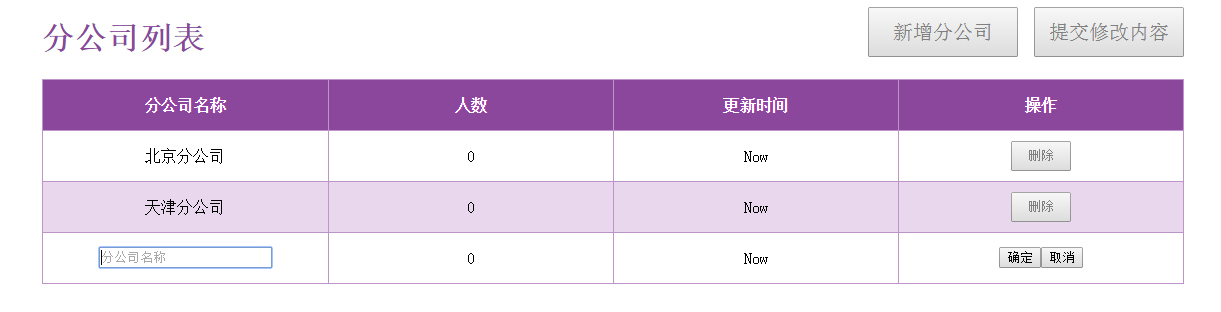 分公司列表 新增分公司 提交修改内容
分公司名称 人数 更新时间 操作
北京分公司 0 Now 删除
天津分公司 0 Now 删除
分公司名称 0 Now 确定 取消